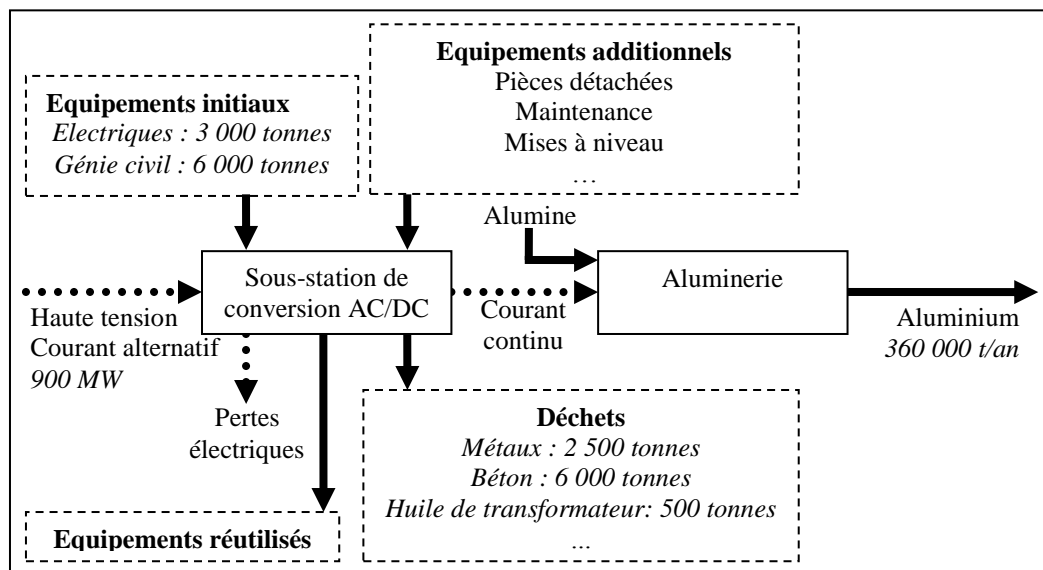 Equipements initiaux
Electriques : 3 000 tonnes
Génie civil : 6 000 tonnes
Equipements additionnels
Pièces détachées
Maintenance
Mises à niveau
…
Alumine
Haute tension
Courant alternatif
900 MW
Sous-station de
conversion AC/DC
Courant
continu
Aluminerie
Aluminium
360 000 t/an
Pertes
électriques
Equipements réutilisés
Déchets
Métaux : 2 500 tonnes
Béton : 6 000 tonnes
Huile de transformateur: 500 tonnes
...